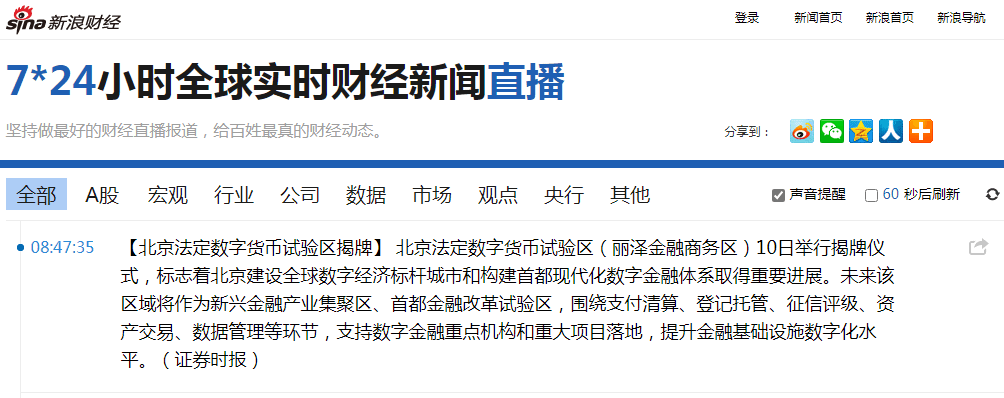 sina 新浪财经
登录 新闻首页 新浪首页 新浪导航
7*24小时全球实时财经新闻直播
坚持做最好的财经直播报道，给百姓最真的财经动态。
分享到：
全部 A股 宏观 行业 公司 数据 市场 观点 央行 其他
声音提醒 60 秒后刷新
08:47:35
【北京法定数字货币试验区揭牌】 北京法定数字货币试验区（丽泽金融商务区）10日举行揭牌仪
式，标志着北京建设全球数字经济标杆城市和构建首都现代化数字金融体系取得重要进展。未来该
区域将作为新兴金融产业集聚区、首都金融改革试验区，围绕支付清算、登记托管、征信评级、资
产交易、数据管理等环节，支持数字金融重点机构和重大项目落地，提升金融基础设施数字化水
平。（证券时报）